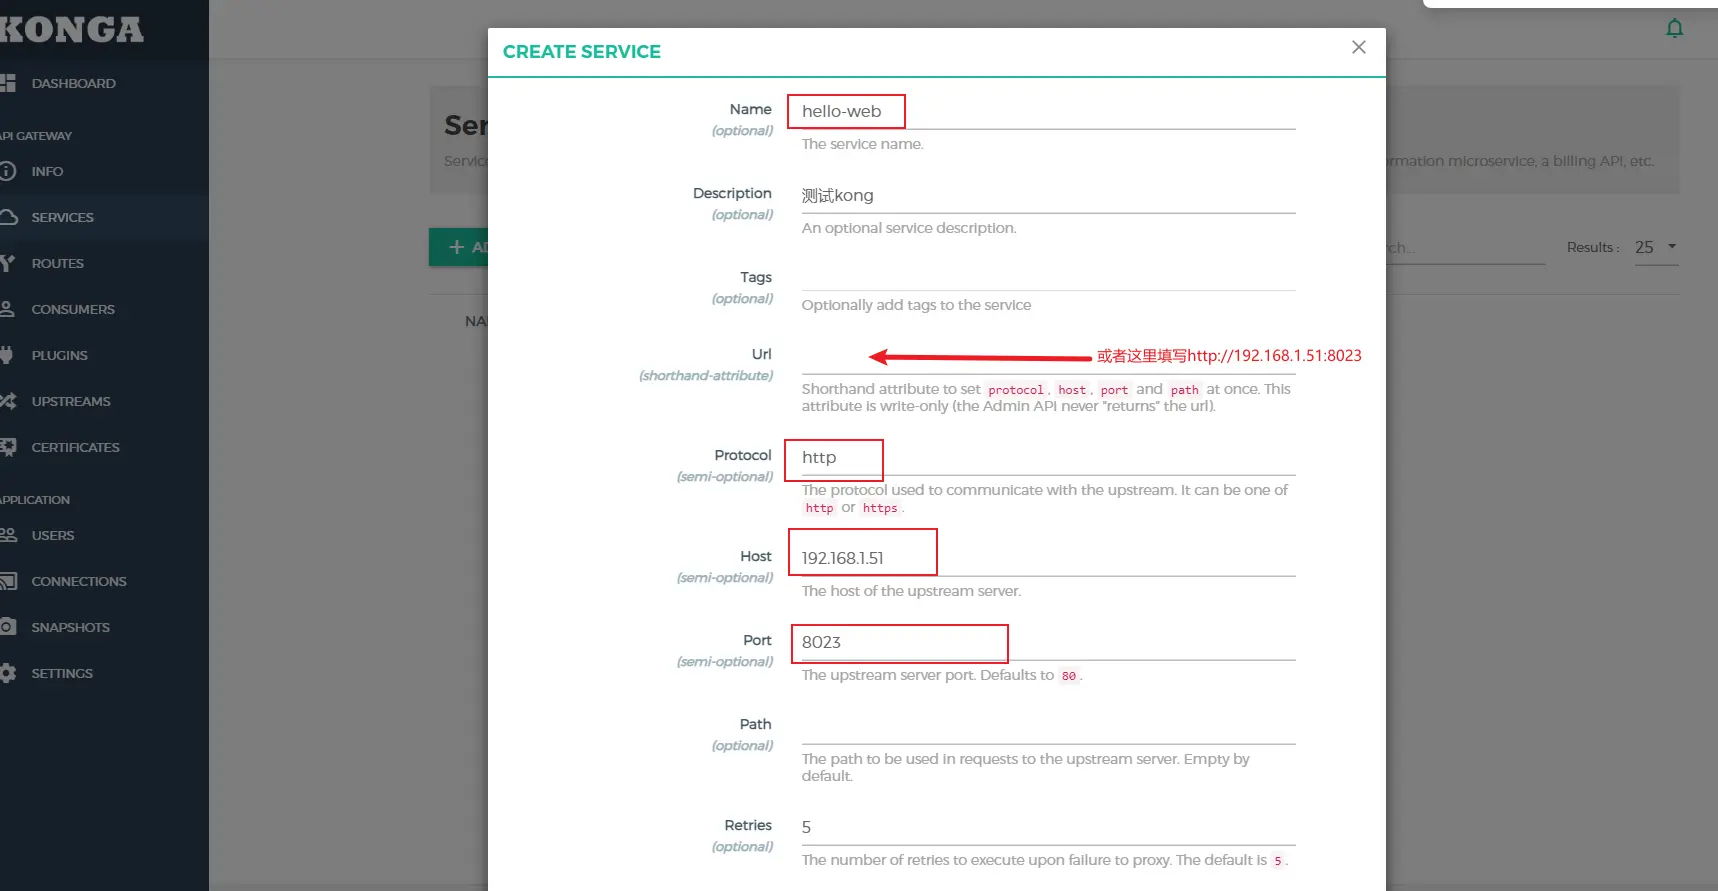 KONGA
DASHBOARD
API GATEWAY
INFO
SERVICES
ROUTES
CONSUMERS
PLUGINS
UPSTREAMS
CERTIFICATES
APPLICATION
USERS
CONNECTIONS
SNAPSHOTS
SETTINGS
microservice, a billing API, etc.
Results : 25
CREATE SERVICE
Name
(optional)
hello-web
The service name.
Description
(optional)
测试kong
An optional service description.
Tags
(optional)
Optionally add tags to the service
Url
(shorthand-attribute)
或者这里填写http://192.168.1.51:8023
Shorthand attribute to set protocol, host, port and path at once. This
attribute is write-only (the Admin API never "returns" the url).
Protocol
(semi-optional)
http
The protocol used to communicate with the upstream. It can be one of
http or https.
Host
(semi-optional)
192.168.1.51
The host of the upstream server.
Port
(semi-optional)
8023
The upstream server port. Defaults to 80.
Path
(optional)
The path to be used in requests to the upstream server. Empty by
default.
Retries
(optional)
5
The number of retries to execute upon failure to proxy. The default is 5.